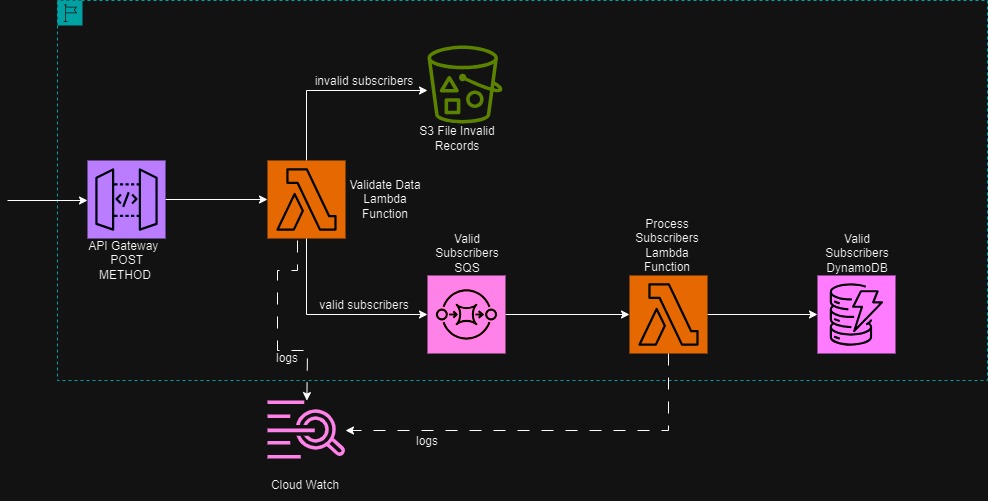 invalid subscribers
S3 File Invalid
Records
Validate Data
Lambda
Function
API Gateway
POST
METHOD
</>
Valid
Subscribers
SQS
Process
Subscribers
Lambda
Function
Valid
Subscribers
DynamoDB
valid subscribers
logs
logs
Cloud Watch